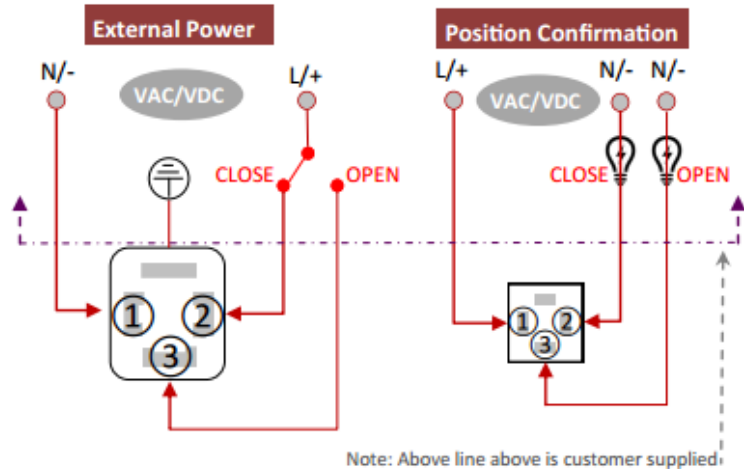 External Power
Position Confirmation
N/-
L/+
VAC/VDC
CLOSE
OPEN
1
2
3
L/+
N/-
N/-
VAC/VDC
CLOSE
OPEN
1
2
3
Note: Above line above is customer supplied